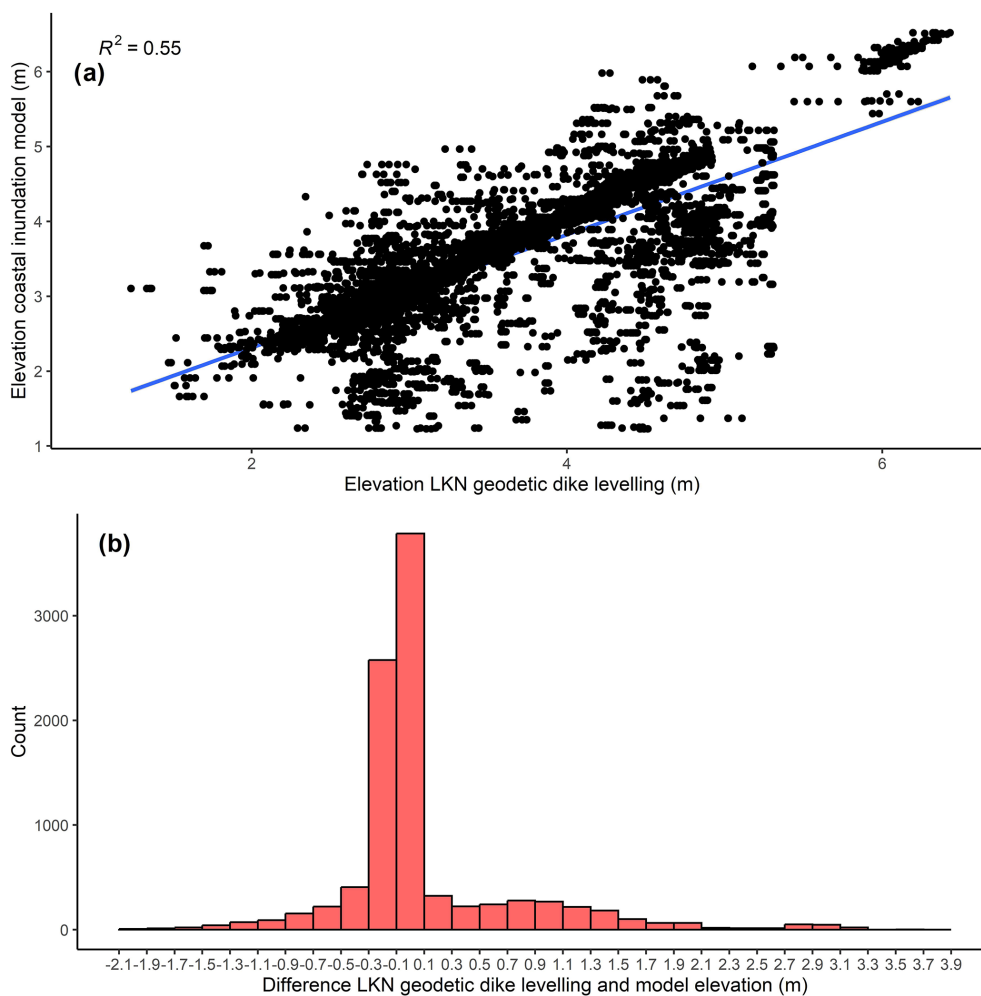 R² = 0.55
(a)
Elevation coastal inundation model (m)
6
5
4
3
2
1
2 4 6
Elevation LKN geodetic dike levelling (m)
(b)
Count
3000
2000
1000
0
-2.1 -1.9 -1.7 -1.5 -1.3 -1.1 -0.9 -0.7 -0.5 -0.3 -0.1 0.1 0.3 0.5 0.7 0.9 1.1 1.3 1.5 1.7 1.9 2.1 2.3 2.5 2.7 2.9 3.1 3.3 3.5 3.7 3.9
Difference LKN geodetic dike levelling and model elevation (m)